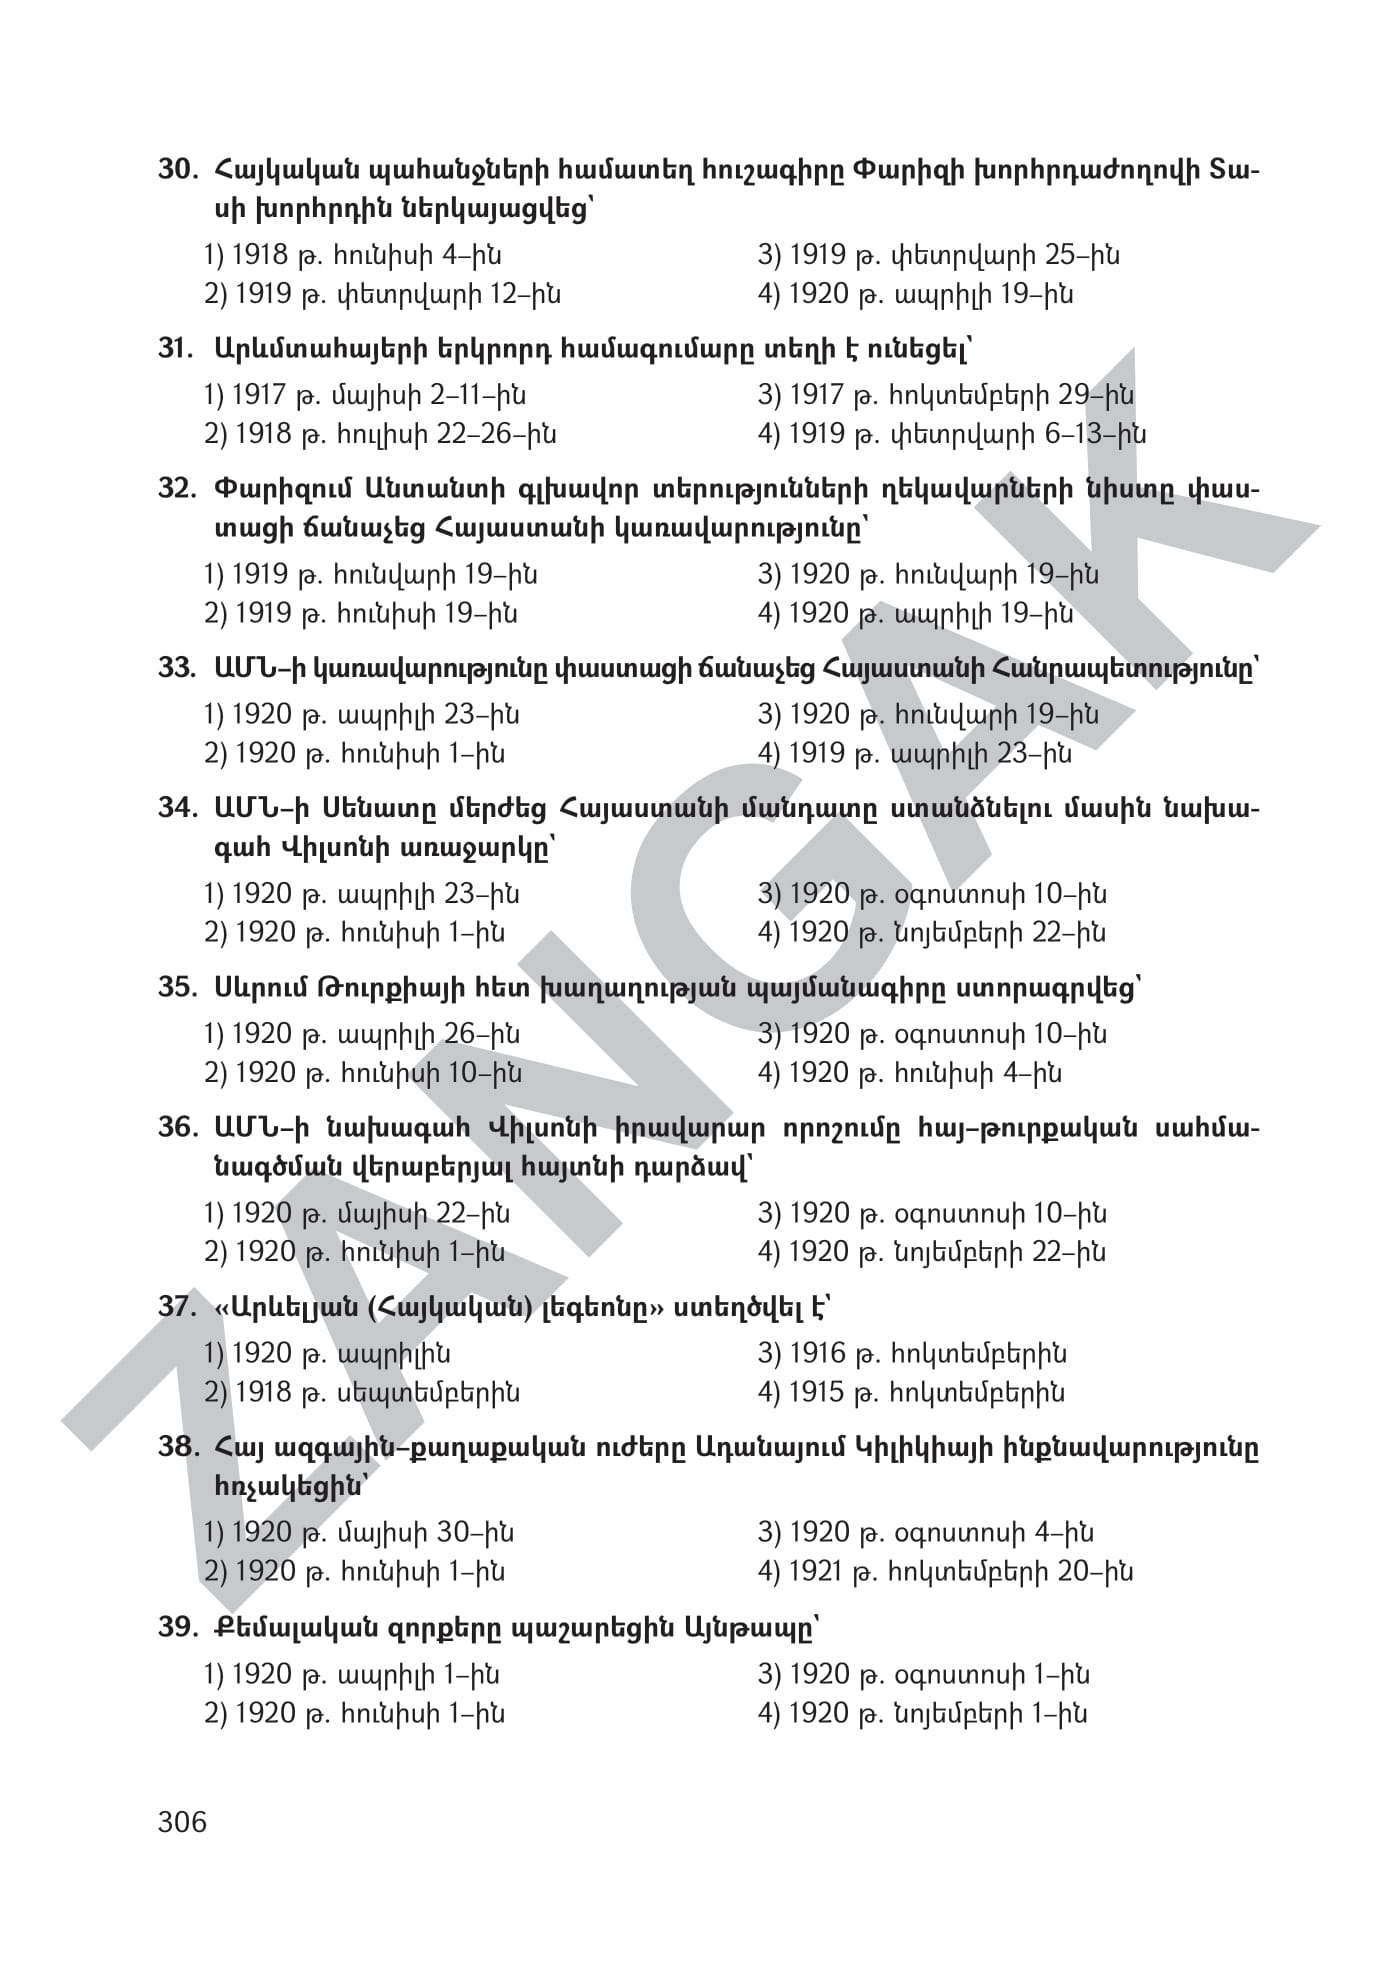 30. Հայկական պահանջների համատեղ հուշագիրը Փարիզի խորհրդաժողովի Տա-
սի խորհրդին ներկայացվեց՝
1) 1918 թ. հունիսի 4–ին
3) 1919 թ. փետրվարի 25–ին
2) 1919 թ. փետրվարի 12–ին
4) 1920 թ. ապրիլի 19–ին
31. Արևմտահայերի երկրորդ համագումարը տեղի է ունեցել՝
1) 1917 թ. մայիսի 2–11–ին
3) 1917 թ. հոկտեմբերի 29–ին
2) 1918 թ. հուլիսի 22–26–ին
4) 1919 թ. փետրվարի 6–13–ին
32. Փարիզում Անտանտի գլխավոր տերությունների ղեկավարների նիստը փաս-
տացի ճանաչեց Հայաստանի կառավարությունը՝
1) 1919 թ. հունվարի 19–ին
3) 1920 թ. հունվարի 19–ին
2) 1919 թ. հունիսի 19–ին
4) 1920 թ. ապրիլի 19–ին
33. ԱՄՆ–ի կառավարությունը փաստացի ճանաչեց Հայաստանի Հանրապետությունը՝
1) 1920 թ. ապրիլի 23–ին
3) 1920 թ. հունվարի 19–ին
2) 1920 թ. հունիսի 1–ին
4) 1919 թ. ապրիլի 23–ին
34. ԱՄՆ–ի Սենատը մերժեց Հայաստանի մանդատը ստանձնելու մասին նախա-
գահ Վիլսոնի առաջարկը՝
1) 1920 թ. ապրիլի 23–ին
3) 1920 թ. օգոստոսի 10–ին
2) 1920 թ. հունիսի 1–ին
4) 1920 թ. նոյեմբերի 22–ին
35. Սևրում Թուրքիայի հետ խաղաղության պայմանագիրը ստորագրվեց՝
1) 1920 թ. ապրիլի 26–ին
3) 1920 թ. օգոստոսի 10–ին
2) 1920 թ. հունիսի 10–ին
4) 1920 թ. հունիսի 4–ին
36. ԱՄՆ–ի նախագահ Վիլսոնի իրավարար որոշումը հայ–թուրքական սահմա-
նագծման վերաբերյալ հայտնի դարձավ՝
1) 1920 թ. մայիսի 22–ին
3) 1920 թ. օգոստոսի 10–ին
2) 1920 թ. հունիսի 1–ին
4) 1920 թ. նոյեմբերի 22–ին
37. «Արևելյան (Հայկական) լեգեոնը» ստեղծվել է՝
1) 1920 թ. ապրիլին
3) 1916 թ. հոկտեմբերին
2) 1918 թ. սեպտեմբերին
4) 1915 թ. հոկտեմբերին
38. Հայ ազգային–քաղաքական ուժերը Ադանայում Կիլիկիայի ինքնավարությունը
հռչակեցին՝
1) 1920 թ. մայիսի 30–ին
3) 1920 թ. օգոստոսի 4–ին
2) 1920 թ. հունիսի 1–ին
4) 1921 թ. հոկտեմբերի 20–ին
39. Քեմալական զորքերը պաշարեցին Այնթապը՝
1) 1920 թ. ապրիլի 1–ին
3) 1920 թ. օգոստոսի 1–ին
2) 1920 թ. հունիսի 1–ին
4) 1920 թ. նոյեմբերի 1–ին
306
ZANGAK